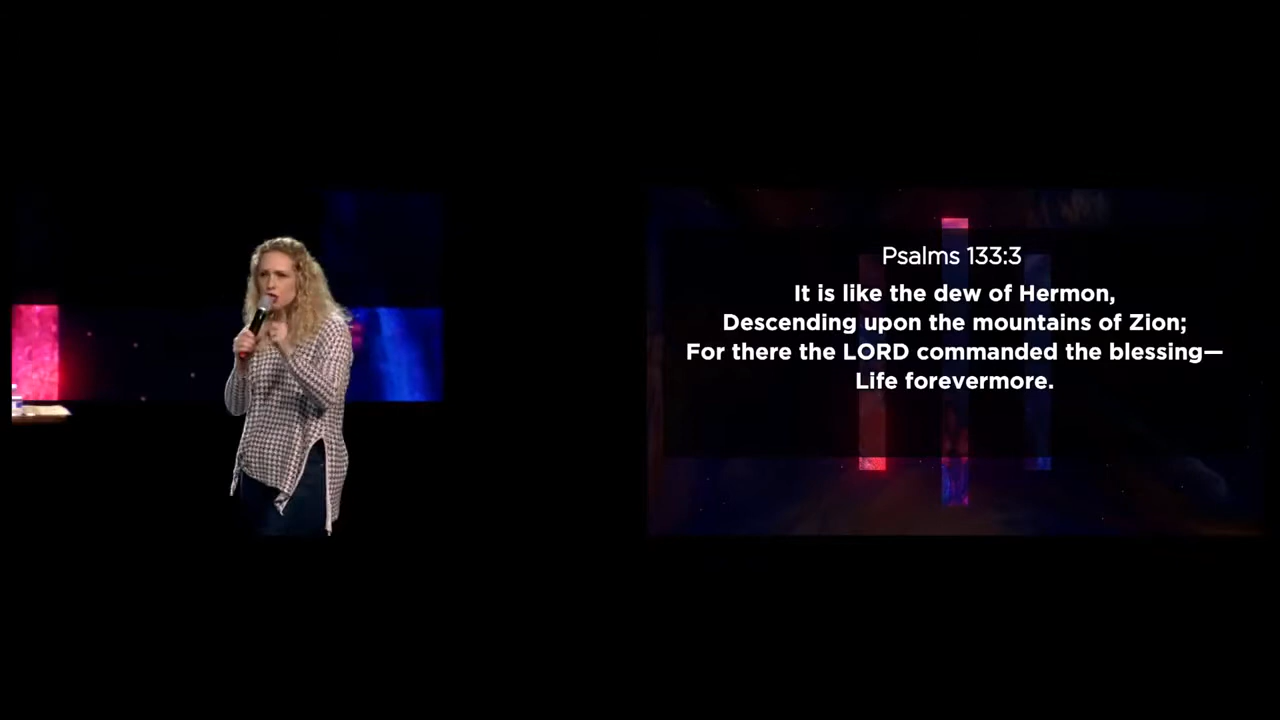 Psalms 133:3
It is like the dew of Hermon,
Descending upon the mountains of Zion;
For there the LORD commanded the blessing—
Life forevermore.